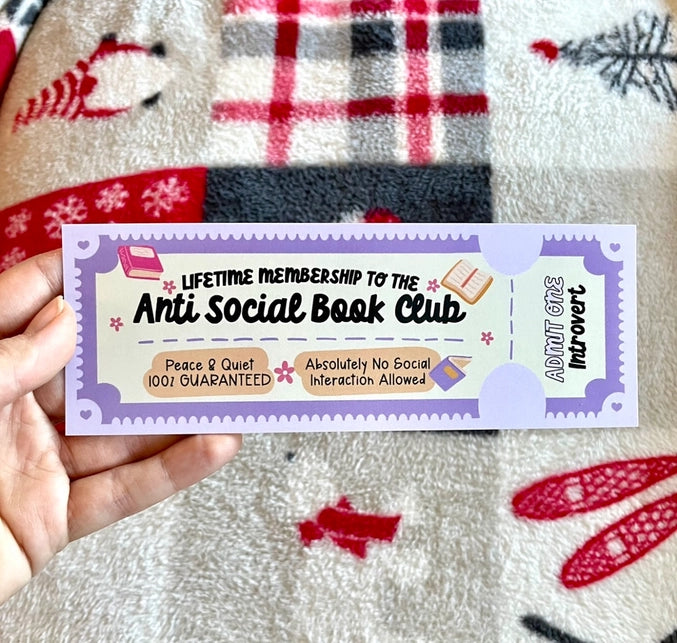 LIFETIME MEMBERSHIP TO THE
Anti Social Book Club
Peace & Quiet
100% GUARANTEED
Absolutely No Social
Interaction Allowed
ADMIT ONE
Introvert